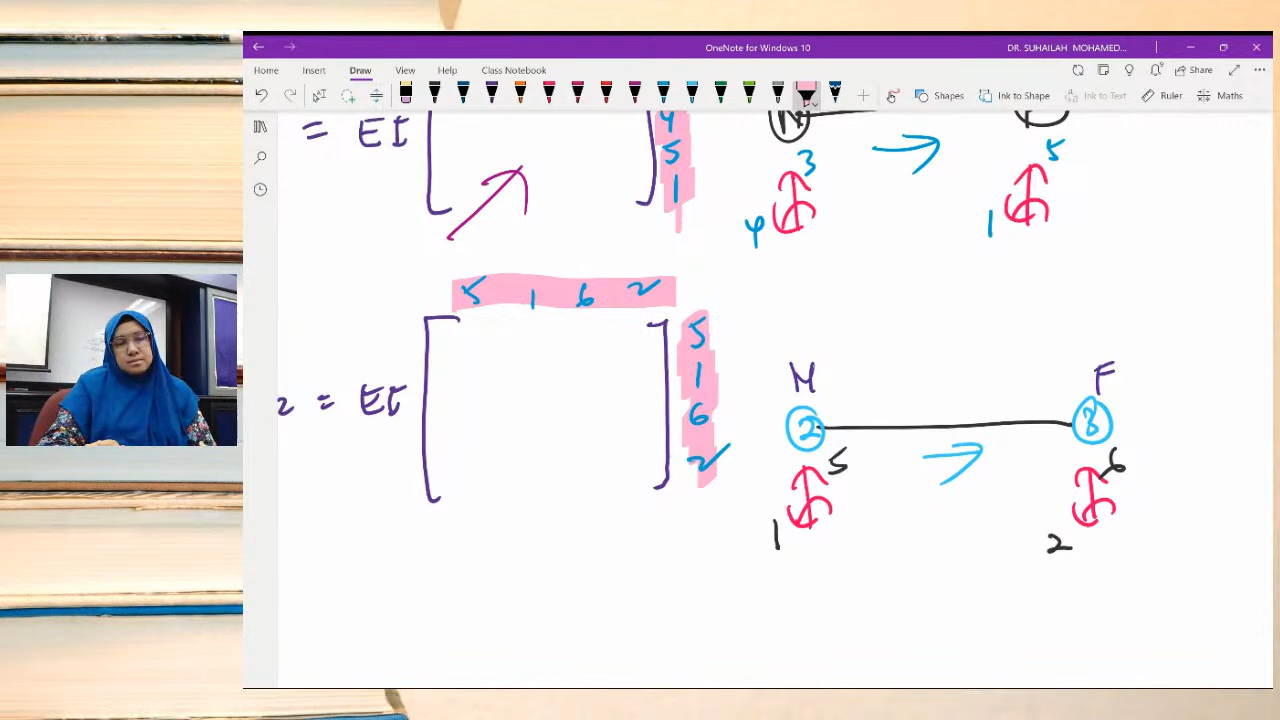 OneNote for Windows 10
DR. SUHAILAH MOHAMED...
Home Insert Draw View Help Class Notebook
Share
Shapes Ink to Shape Ink to Text Ruler Maths
= EI
4
5
1
3
5
4
1
5 1 6 2
2 = EI
5
1
6
2
N F
2 3
5 6
1 2